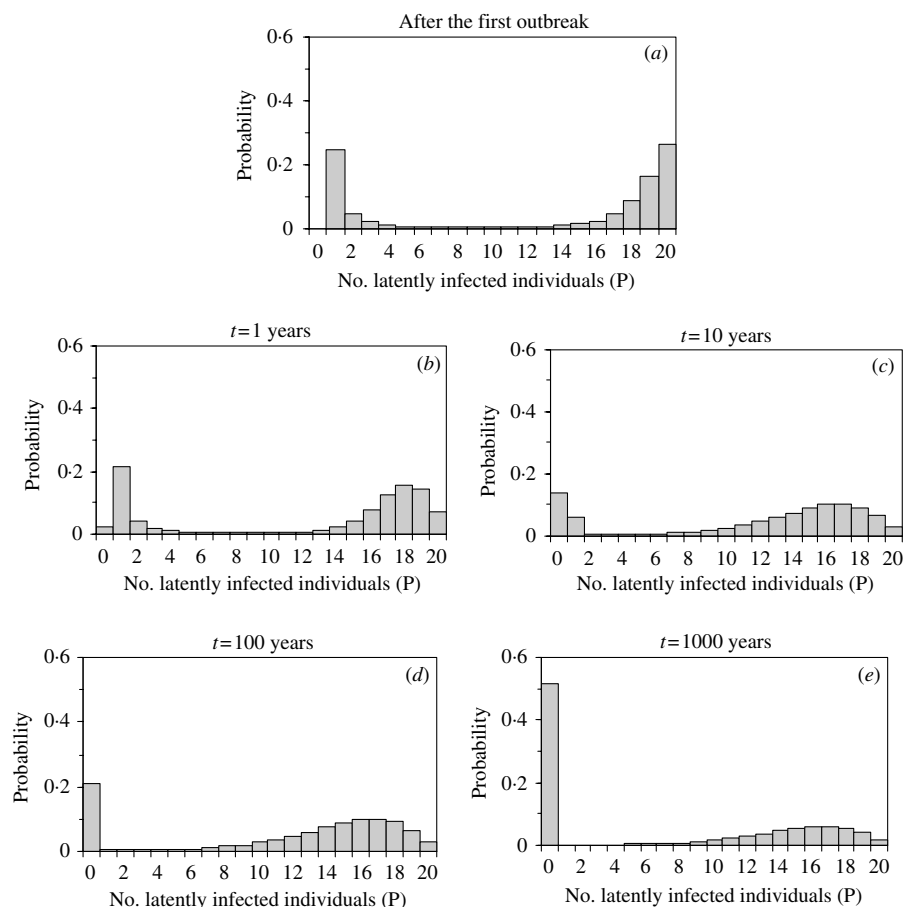 After the first outbreak
(a)
0·6
0·4
0·2
0
Probability
0 2 4 6 8 10 12 14 16 18 20
No. latently infected individuals (P)
t=1 years
(b)
0·6
0·4
0·2
0
Probability
0 2 4 6 8 10 12 14 16 18 20
No. latently infected individuals (P)
t=10 years
(c)
0·6
0·4
0·2
0
Probability
0 2 4 6 8 10 12 14 16 18 20
No. latently infected individuals (P)
t=100 years
(d)
0·6
0·4
0·2
0
Probability
0 2 4 6 8 10 12 14 16 18 20
No. latently infected individuals (P)
t=1000 years
(e)
0·6
0·4
0·2
0
Probability
0 2 4 6 8 10 12 14 16 18 20
No. latently infected individuals (P)